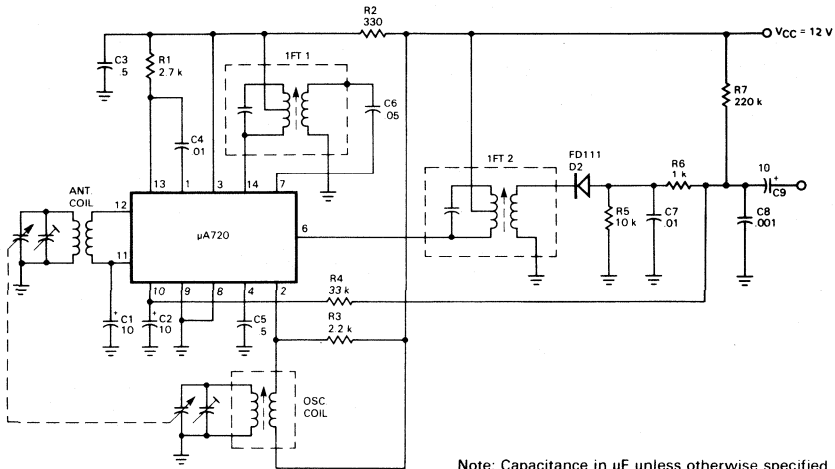 R2
330
VCC = 12 V
1FT 1
C3
.5
R1
2.7 k
C6
.05
R7
220 k
C4
.01
1FT 2
FD111
D2
R6
1 k
10
+
C9
13
1
3
14
7
ANT.
COIL
12
µA720
6
R5
10 k
C7
.01
C8
.001
11
R4
33 k
10
9
8
4
2
+
C1
10
+
C2
10
C5
5
R3
2.2 k
OSC.
COIL
Note: Capacitance in µF unless otherwise specified.